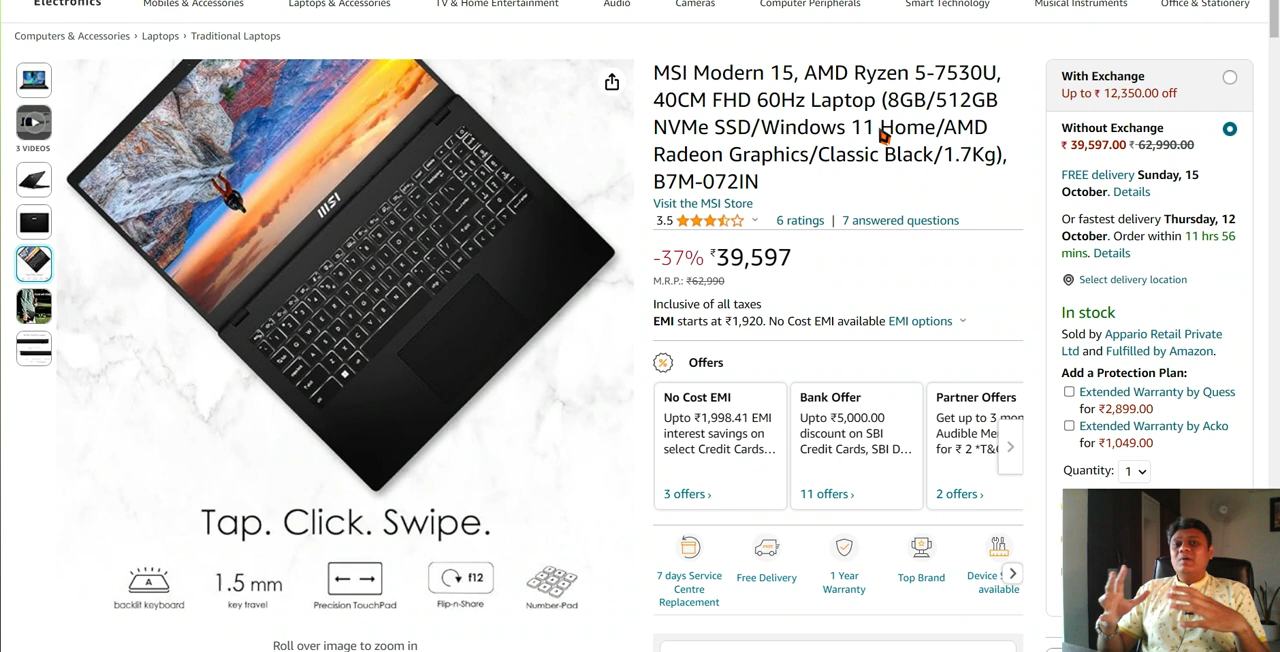 Electronics
Mobiles & Accessories
Laptops & Accessories
TV & Home Entertainment
Audio
Cameras
Computer Peripherals
Smart Technology
Musical Instruments
Office & Stationery
Computers & Accessories › Laptops › Traditional Laptops
3 VIDEOS
msi
Tap. Click. Swipe.
A
backlit keyboard
1.5 mm
key travel
Precision TouchPad
f12
Flip-n-Share
Number-Pad
Roll over image to zoom in
MSI Modern 15, AMD Ryzen 5-7530U,
40CM FHD 60Hz Laptop (8GB/512GB
NVMe SSD/Windows 11 Home/AMD
Radeon Graphics/Classic Black/1.7Kg),
B7M-072IN
Visit the MSI Store
3.5
6 ratings | 7 answered questions
-37% ₹39,597
M.R.P.: ₹62,990
Inclusive of all taxes
EMI starts at ₹1,920. No Cost EMI available EMI options
Offers
No Cost EMI
Upto ₹1,998.41 EMI
interest savings on
select Credit Cards...
3 offers ›
Bank Offer
Upto ₹5,000.00
discount on SBI
Credit Cards, SBI D...
11 offers ›
Partner Offers
Get up to 3 mon
Audible Me
for ₹ 2 *T&C
2 offers ›
7 days Service
Centre
Replacement
Free Delivery
1 Year
Warranty
Top Brand
Device S
available
With Exchange
Up to ₹ 12,350.00 off
Without Exchange
₹ 39,597.00 ₹ 62,990.00
FREE delivery Sunday, 15
October. Details
Or fastest delivery Thursday, 12
October. Order within 11 hrs 56
mins. Details
Select delivery location
In stock
Sold by Appario Retail Private
Ltd and Fulfilled by Amazon.
Add a Protection Plan:
Extended Warranty by Quess
for ₹2,899.00
Extended Warranty by Acko
for ₹1,049.00
Quantity: 1